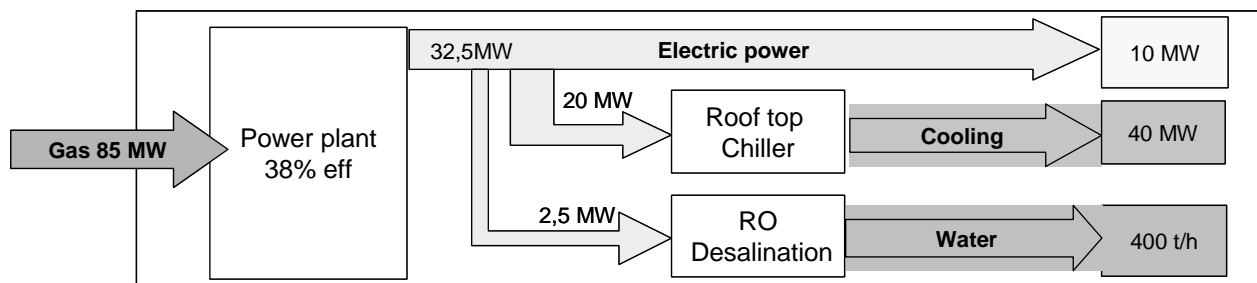 32,5MW
Electric power
10 MW
20 MW
Roof top
Chiller
Cooling
40 MW
Gas 85 MW
Power plant
38% eff
2,5 MW
RO
Desalination
Water
400 t/h